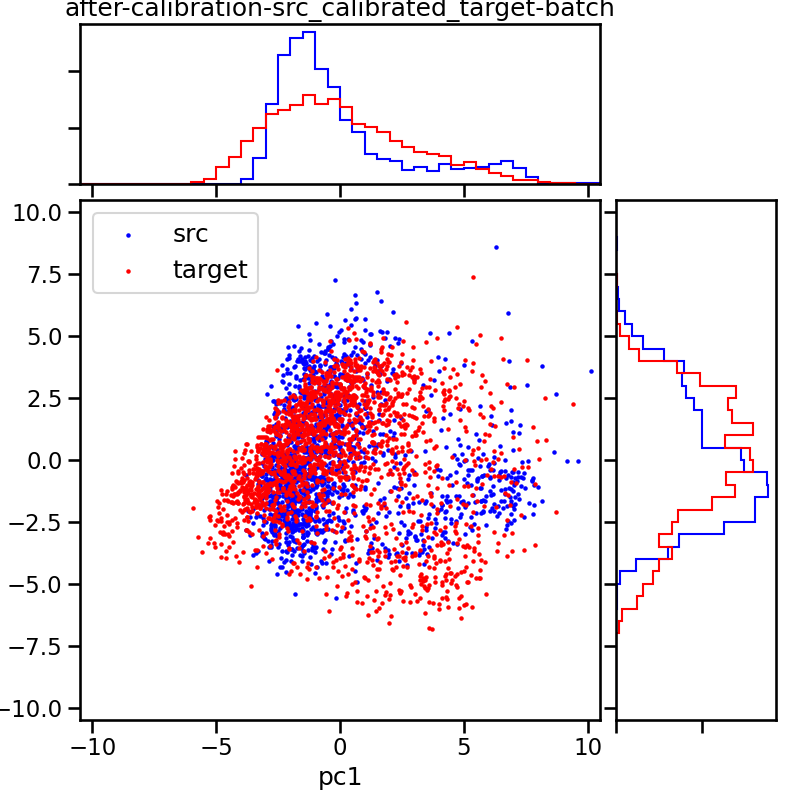 after-calibration-src_calibrated_target-batch
10.0
src
target
7.5
5.0
2.5
0.0
−2.5
−5.0
−7.5
−10.0
−10 −5 0 5 10
pc1